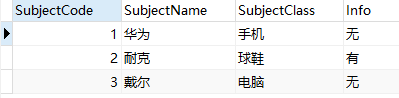 SubjectCode SubjectName SubjectClass Info
1 华为 手机 无
2 耐克 球鞋 有
3 戴尔 电脑 无